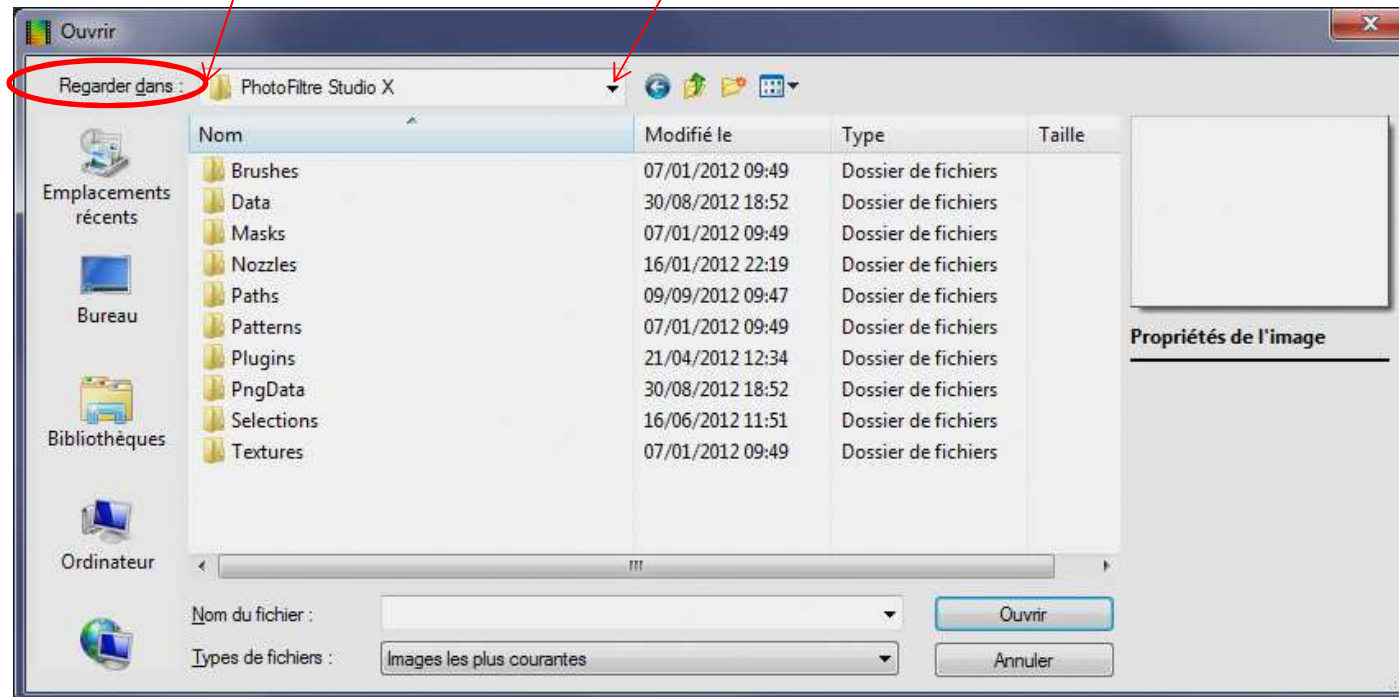 Ouvrir
Regarder dans :
PhotoFiltre Studio X
Nom Modifié le Type Taille
Brushes 07/01/2012 09:49 Dossier de fichiers
Data 30/08/2012 18:52 Dossier de fichiers
Masks 07/01/2012 09:49 Dossier de fichiers
Nozzles 16/01/2012 22:19 Dossier de fichiers
Paths 09/09/2012 09:47 Dossier de fichiers
Patterns 07/01/2012 09:49 Dossier de fichiers
Plugins 21/04/2012 12:34 Dossier de fichiers
PngData 30/08/2012 18:52 Dossier de fichiers
Selections 16/06/2012 11:51 Dossier de fichiers
Textures 07/01/2012 09:49 Dossier de fichiers
Emplacements
récents
Bureau
Bibliothèques
Ordinateur
Propriétés de l'image
Nom du fichier :
Ouvrir
Types de fichiers : Images les plus courantes
Annuler